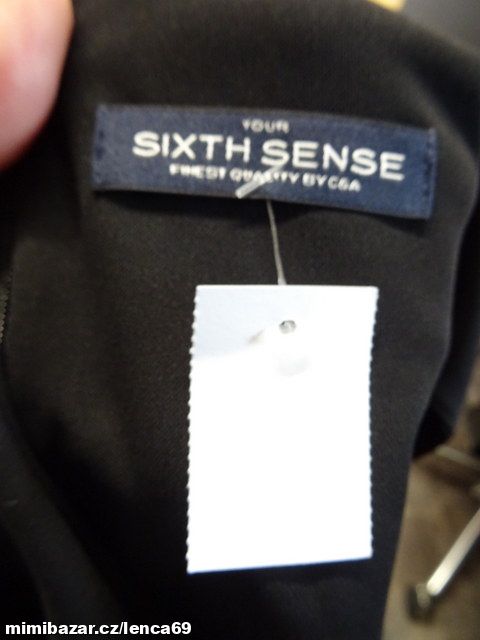 YOUR
SIXTH SENSE
FINEST QUALITY BY C&A
mimibazar.cz/lenca69